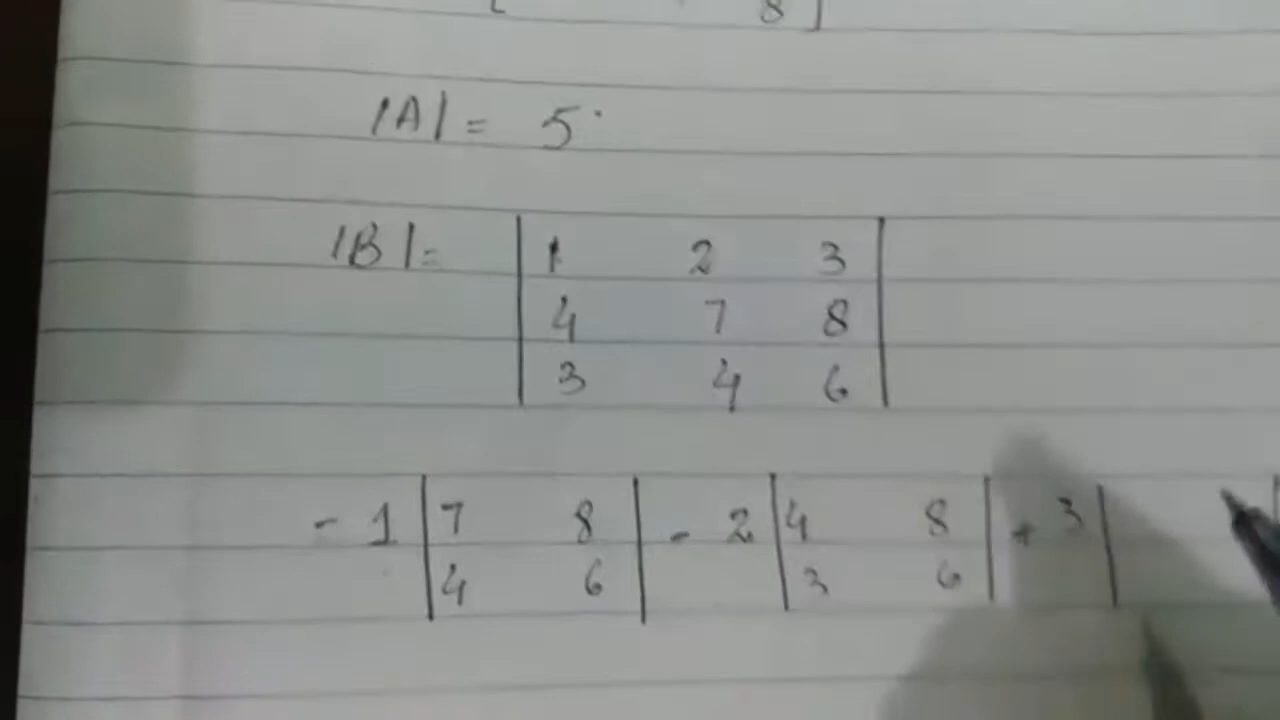 8 ]
|A| = 5
|B| = | 1 2 3 |
4 7 8
3 4 6
- 1 | 7 8 | - 2 | 4 8 | + 3 |
4 6 3 6